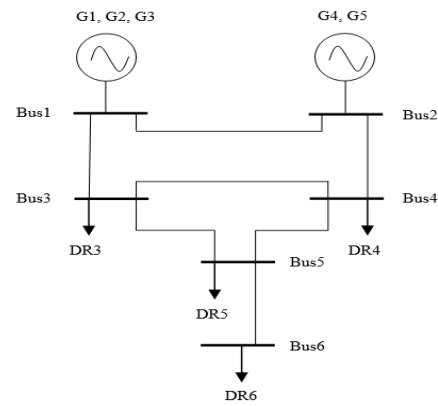 G1, G2, G3
G4, G5
Bus1
Bus2
Bus3
Bus4
DR3
DR4
Bus5
DR5
Bus6
DR6